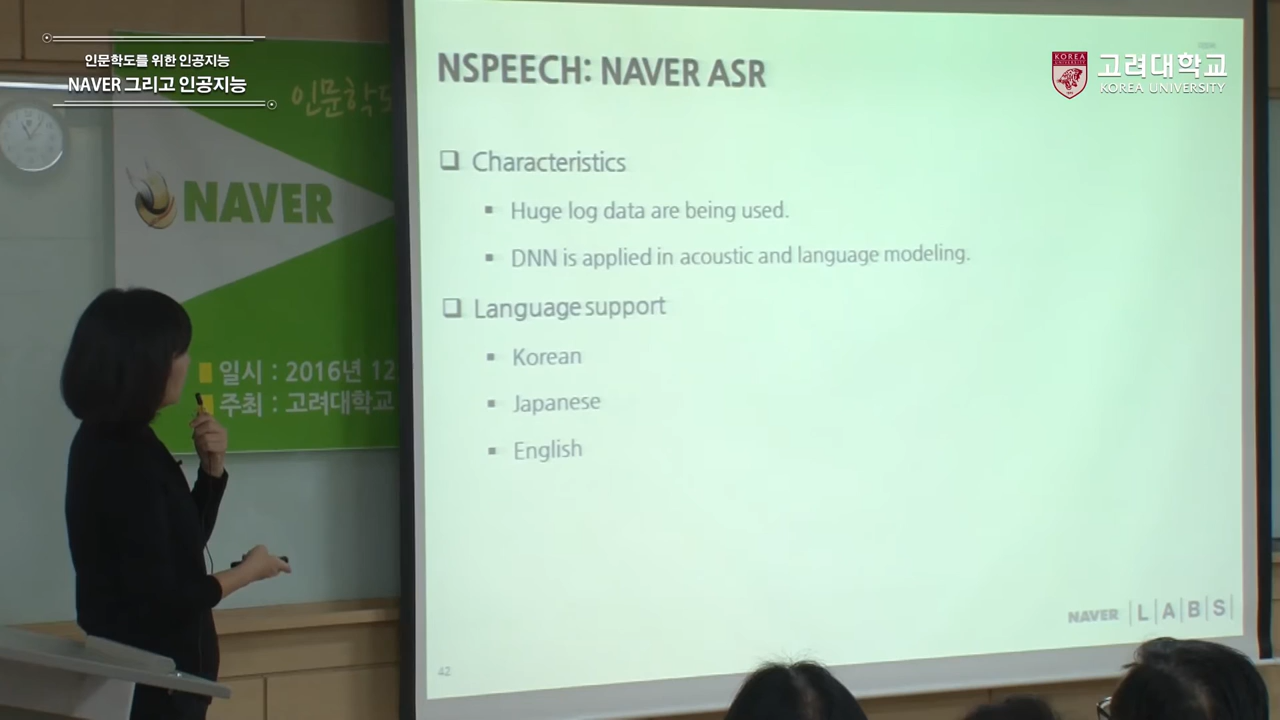 인문학도를 위한 인공지능
NAVER 그리고 인공지능
고려대학교
KOREA UNIVERSITY
KOREA
인문학도
NAVER
일시 : 2016년 12
주최 : 고려대학교
NSPEECH: NAVER ASR
Characteristics
Huge log data are being used.
DNN is applied in acoustic and language modeling.
Language support
Korean
Japanese
English
NAVER LABS
42